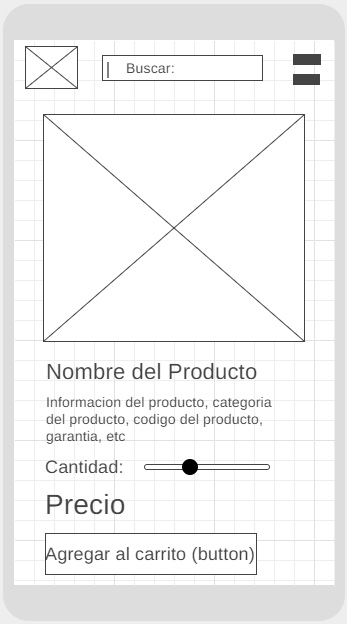 Buscar:
Nombre del Producto
Informacion del producto, categoria
del producto, codigo del producto,
garantia, etc
Cantidad:
Precio
Agregar al carrito (button)